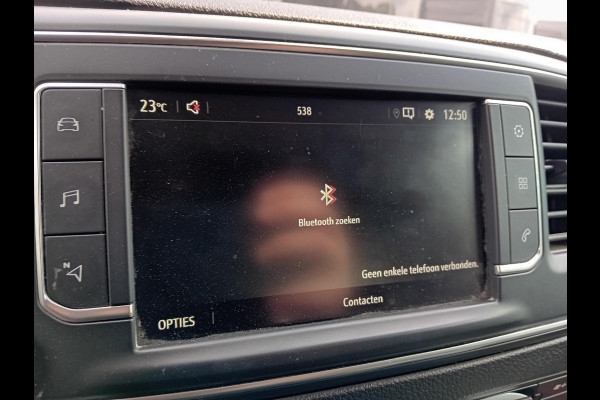 23°C 538 12:50
Bluetooth zoeken
Geen enkele telefoon verbonden.
Contacten
OPTIES
N